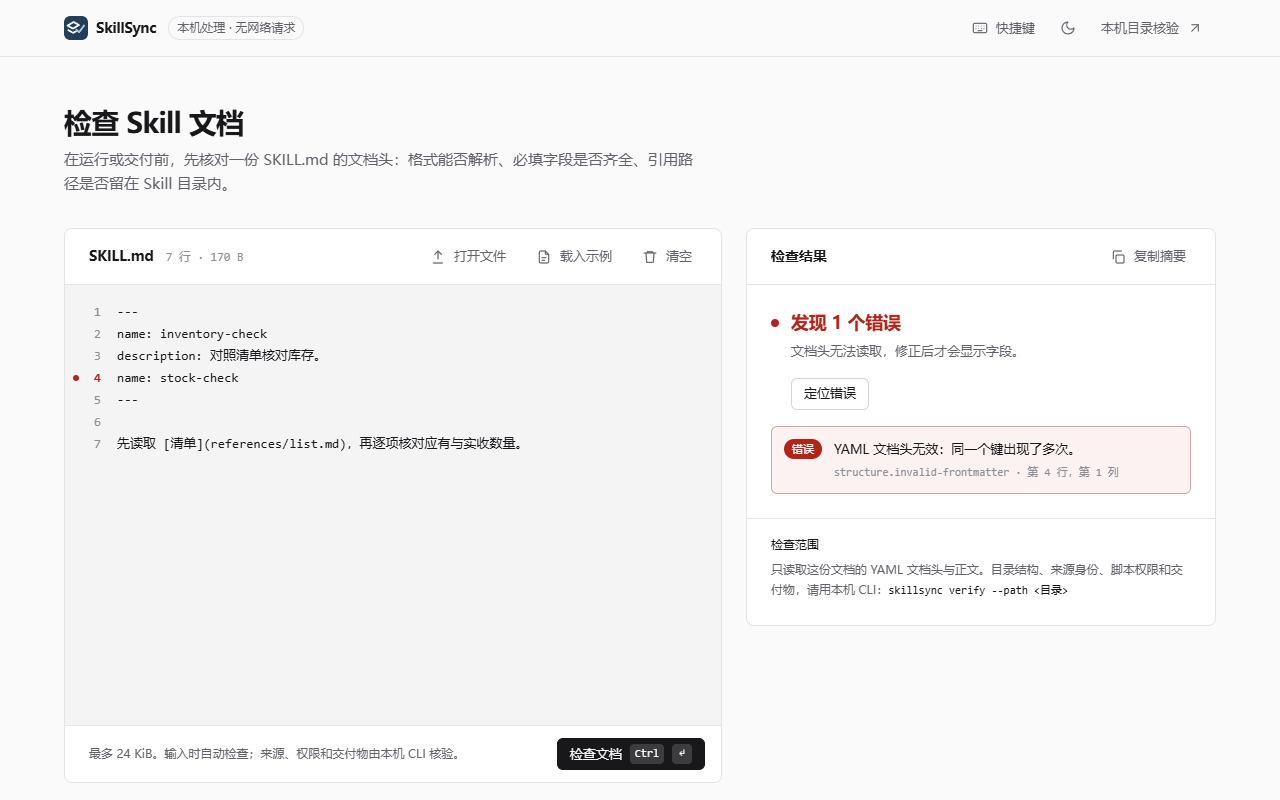 SkillSync
本机处理 · 无网络请求
快捷键
本机目录核验
检查 Skill 文档
在运行或交付前，先核对一份 SKILL.md 的文档头：格式能否解析、必填字段是否齐全、引用路
径是否留在 Skill 目录内。
SKILL.md 7 行 · 170 B
打开文件
载入示例
清空
1 ---
2 name: inventory-check
3 description: 对照清单核对库存。
4 name: stock-check
5 ---
6
7 先读取 [清单](references/list.md)，再逐项核对应有与实收数量。
最多 24 KiB。输入时自动检查；来源、权限和交付物由本机 CLI 核验。
检查文档 Ctrl ↵
检查结果
复制摘要
发现 1 个错误
文档头无法读取，修正后才会显示字段。
定位错误
错误 YAML 文档头无效：同一个键出现了多次。
structure.invalid-frontmatter · 第 4 行，第 1 列
检查范围
只读取这份文档的 YAML 文档头与正文。目录结构、来源身份、脚本权限和交
付物，请用本机 CLI：skillsync verify --path <目录>